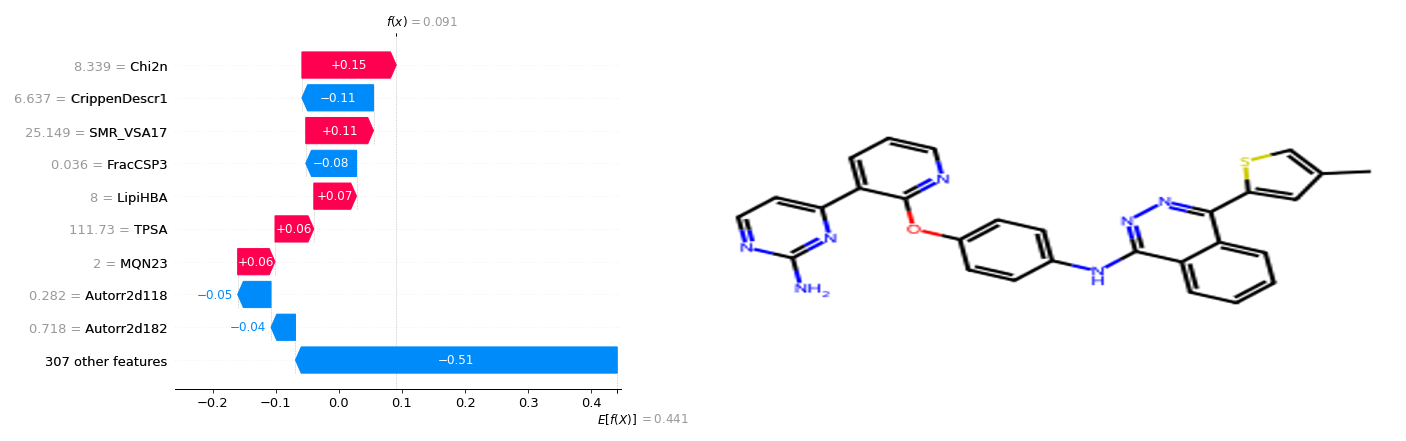 f(x) = 0.091
8.339 = Chi2n
+0.15
6.637 = CrippenDescr1
−0.11
25.149 = SMR_VSA17
+0.11
0.036 = FracCSP3
−0.08
8 = LipiHBA
+0.07
111.73 = TPSA
+0.06
2 = MQN23
+0.06
0.282 = Autorr2d118
−0.05
0.718 = Autorr2d182
−0.04
307 other features
−0.51
−0.2 −0.1 0.0 0.1 0.2 0.3 0.4
E[f(X)] = 0.441
S
N
N
N
N
N
O
N
H
NH₂